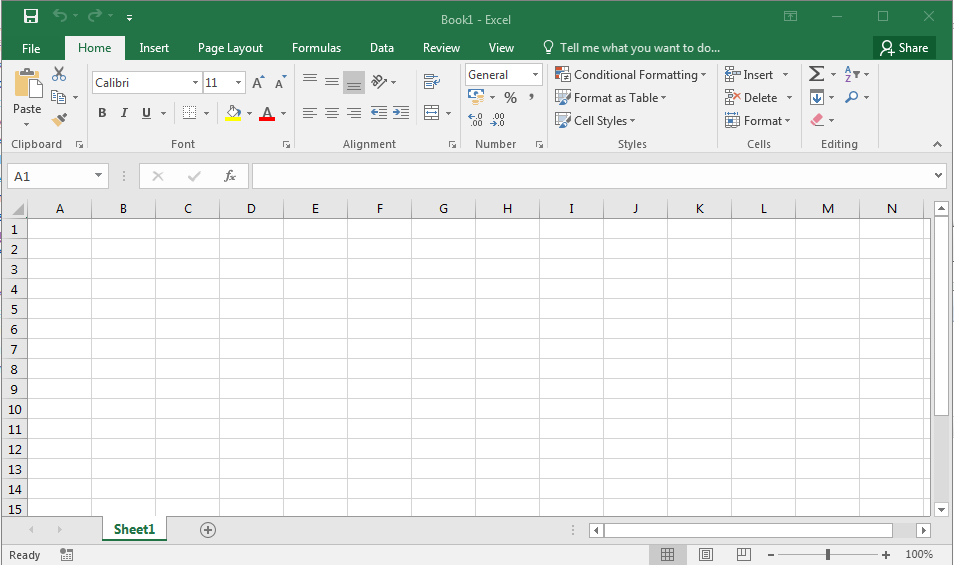 Book1 - Excel
File Home Insert Page Layout Formulas Data Review View Tell me what you want to do... Share
Calibri 11 General Conditional Formatting Insert
Paste % Format as Table Delete
B I U A Cell Styles Format
Clipboard Font Alignment Number Styles Cells Editing
A1 fx
A B C D E F G H I J K L M N
1
2
3
4
5
6
7
8
9
10
11
12
13
14
15
Sheet1
Ready 100%